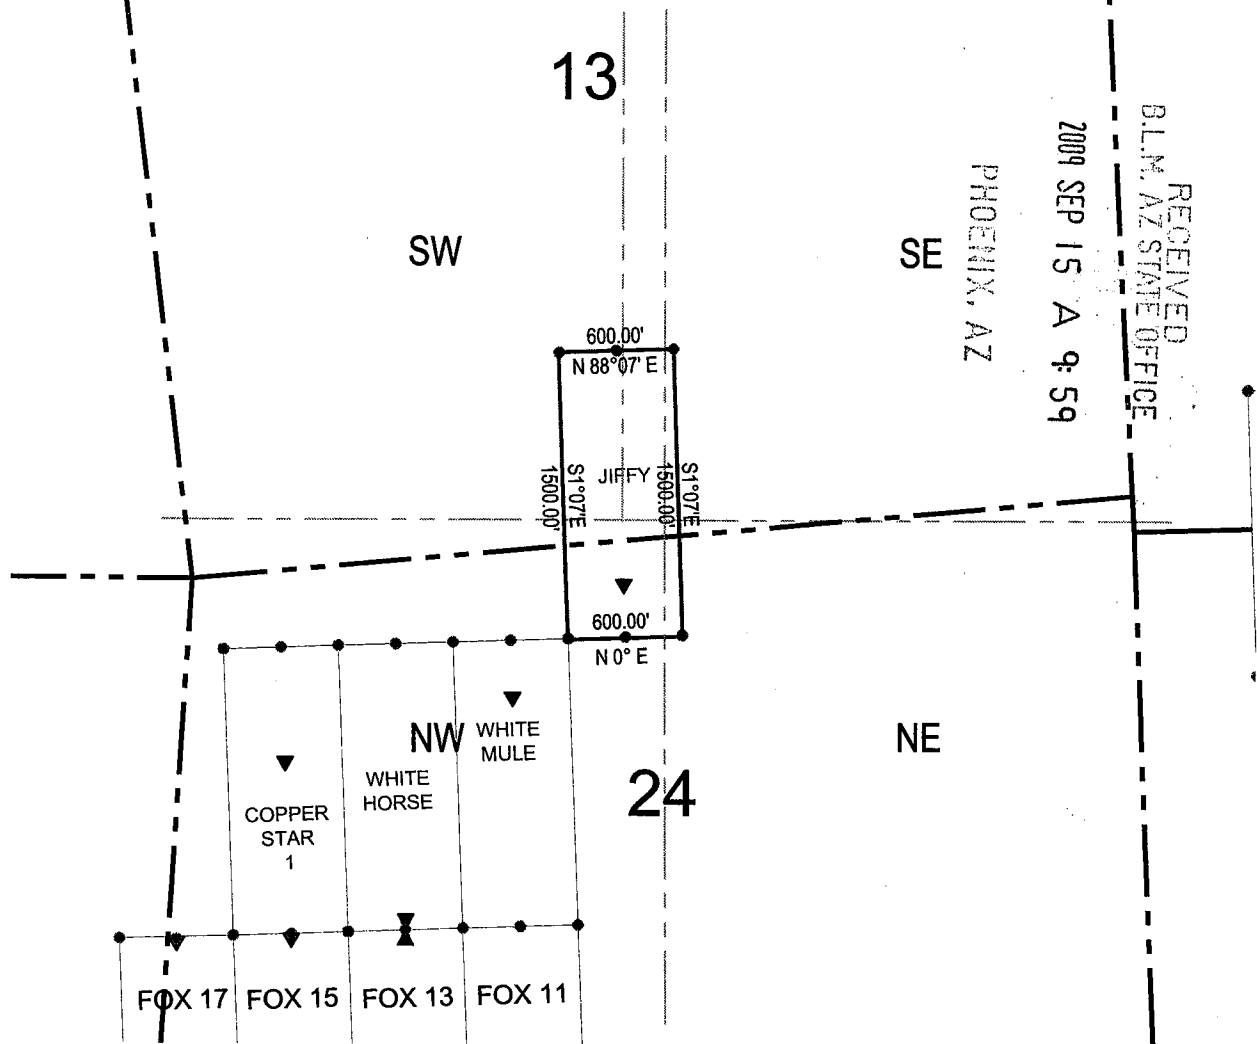 13
RECEIVED
B.L.M. AZ STATE OFFICE
2009 SEP 15 A 9:59
PHOENIX, AZ
SW
SE
600.00'
N 88°07' E
JIFFY
S1°07'E
1500.00'
S1°07'E
1500.00'
600.00'
N 0° E
NW
NE
WHITE
MULE
WHITE
HORSE
24
COPPER
STAR
1
FOX 17
FOX 15
FOX 13
FOX 11